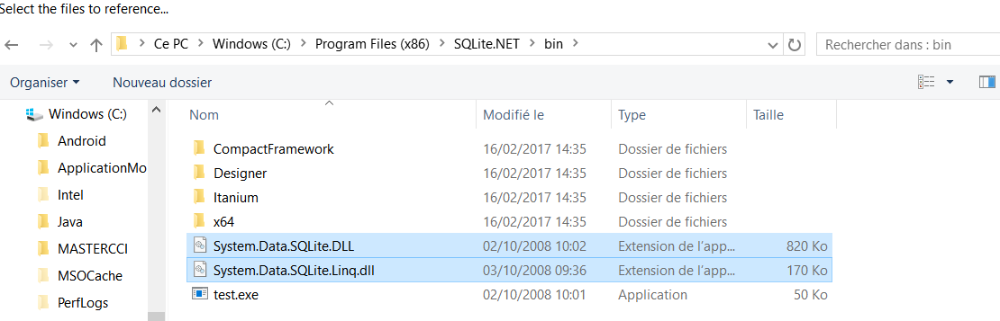 Select the files to reference...
Ce PC > Windows (C:) > Program Files (x86) > SQLite.NET > bin >
Rechercher dans : bin
Organiser
Nouveau dossier
Windows (C:)
Android
ApplicationMo
Intel
Java
MASTERCCI
MSOCache
PerfLogs
Nom Modifié le Type Taille
CompactFramework 16/02/2017 14:35 Dossier de fichiers
Designer 16/02/2017 14:35 Dossier de fichiers
Itanium 16/02/2017 14:35 Dossier de fichiers
x64 16/02/2017 14:35 Dossier de fichiers
System.Data.SQLite.DLL 02/10/2008 10:02 Extension de l'app... 820 Ko
System.Data.SQLite.Linq.dll 03/10/2008 09:36 Extension de l'app... 170 Ko
test.exe 02/10/2008 10:01 Application 50 Ko